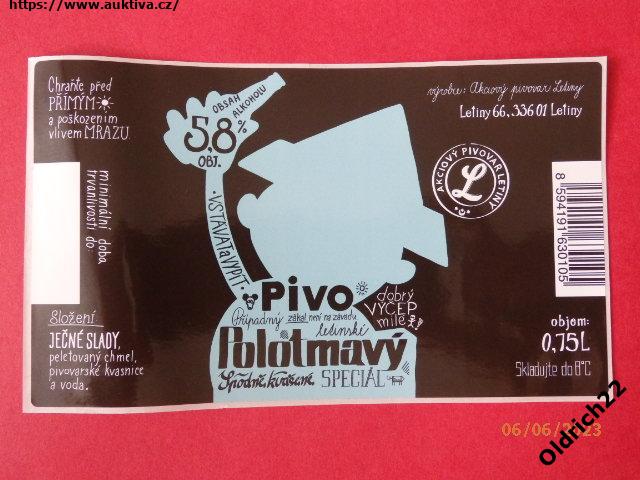 https://www.auktiva.cz/
Chraňte před
PŘÍMÝM
a poškozením
vlivem MRAZU.
minimální doba
trvanlivosti do:
Složení
JEČNÉ SLADY,
peletovaný chmel,
pivovarské kvasnice
a voda.
OBSAH
ALKOHOLU
5,8%
OBJ.
VSTÁVAT a VYPÍT
Pivo
Případný zákal není na závadu
letinské
Polotmavý
Spodně kvašené SPECIÁL
dobrý
VÝČEP
milé
výrobce: Akciový pivovar Letiny
Letiny 66, 336 01 Letiny
AKCIOVÝ PIVOVAR LETINY
L
8 594191 630105
objem:
0,75L
Skladujte do 8°C
06/06/2023
Oldrich22